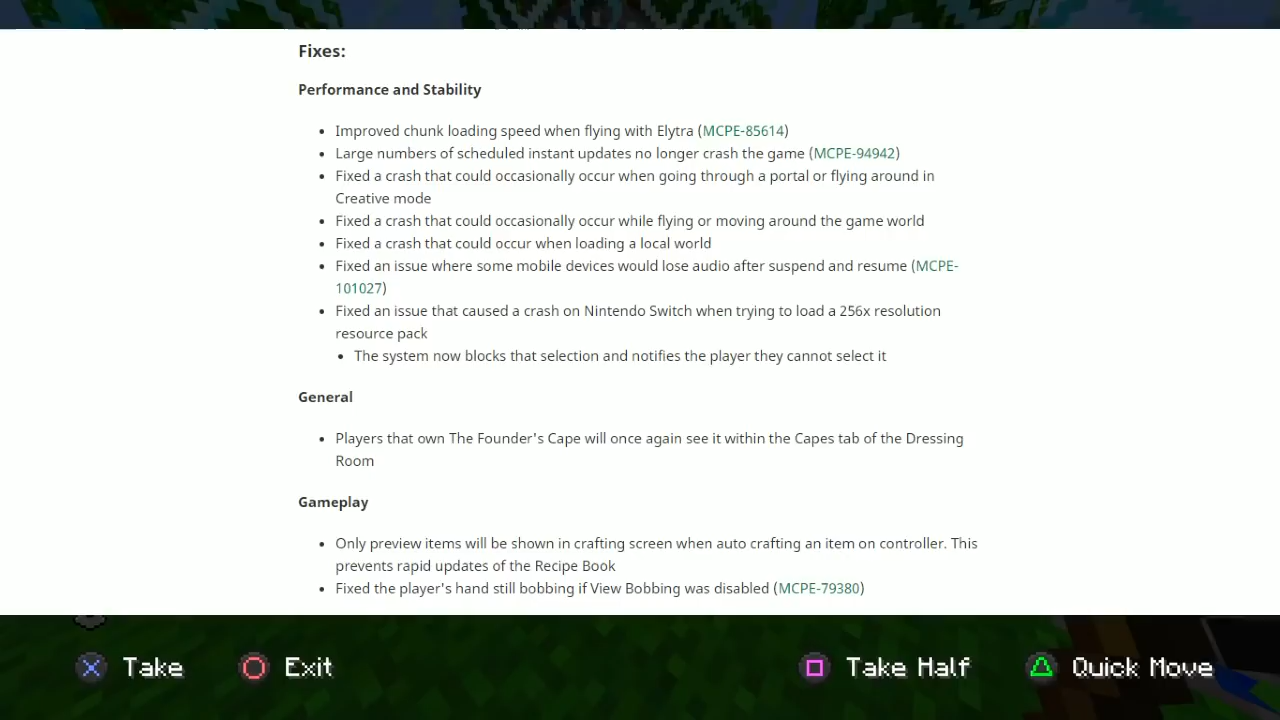 Fixes:
Performance and Stability
• Improved chunk loading speed when flying with Elytra (MCPE-85614)
• Large numbers of scheduled instant updates no longer crash the game (MCPE-94942)
• Fixed a crash that could occasionally occur when going through a portal or flying around in
Creative mode
• Fixed a crash that could occasionally occur while flying or moving around the game world
• Fixed a crash that could occur when loading a local world
• Fixed an issue where some mobile devices would lose audio after suspend and resume (MCPE-
101027)
• Fixed an issue that caused a crash on Nintendo Switch when trying to load a 256x resolution
resource pack
• The system now blocks that selection and notifies the player they cannot select it
General
• Players that own The Founder's Cape will once again see it within the Capes tab of the Dressing
Room
Gameplay
• Only preview items will be shown in crafting screen when auto crafting an item on controller. This
prevents rapid updates of the Recipe Book
• Fixed the player's hand still bobbing if View Bobbing was disabled (MCPE-79380)
Take Exit Take Half Quick Move